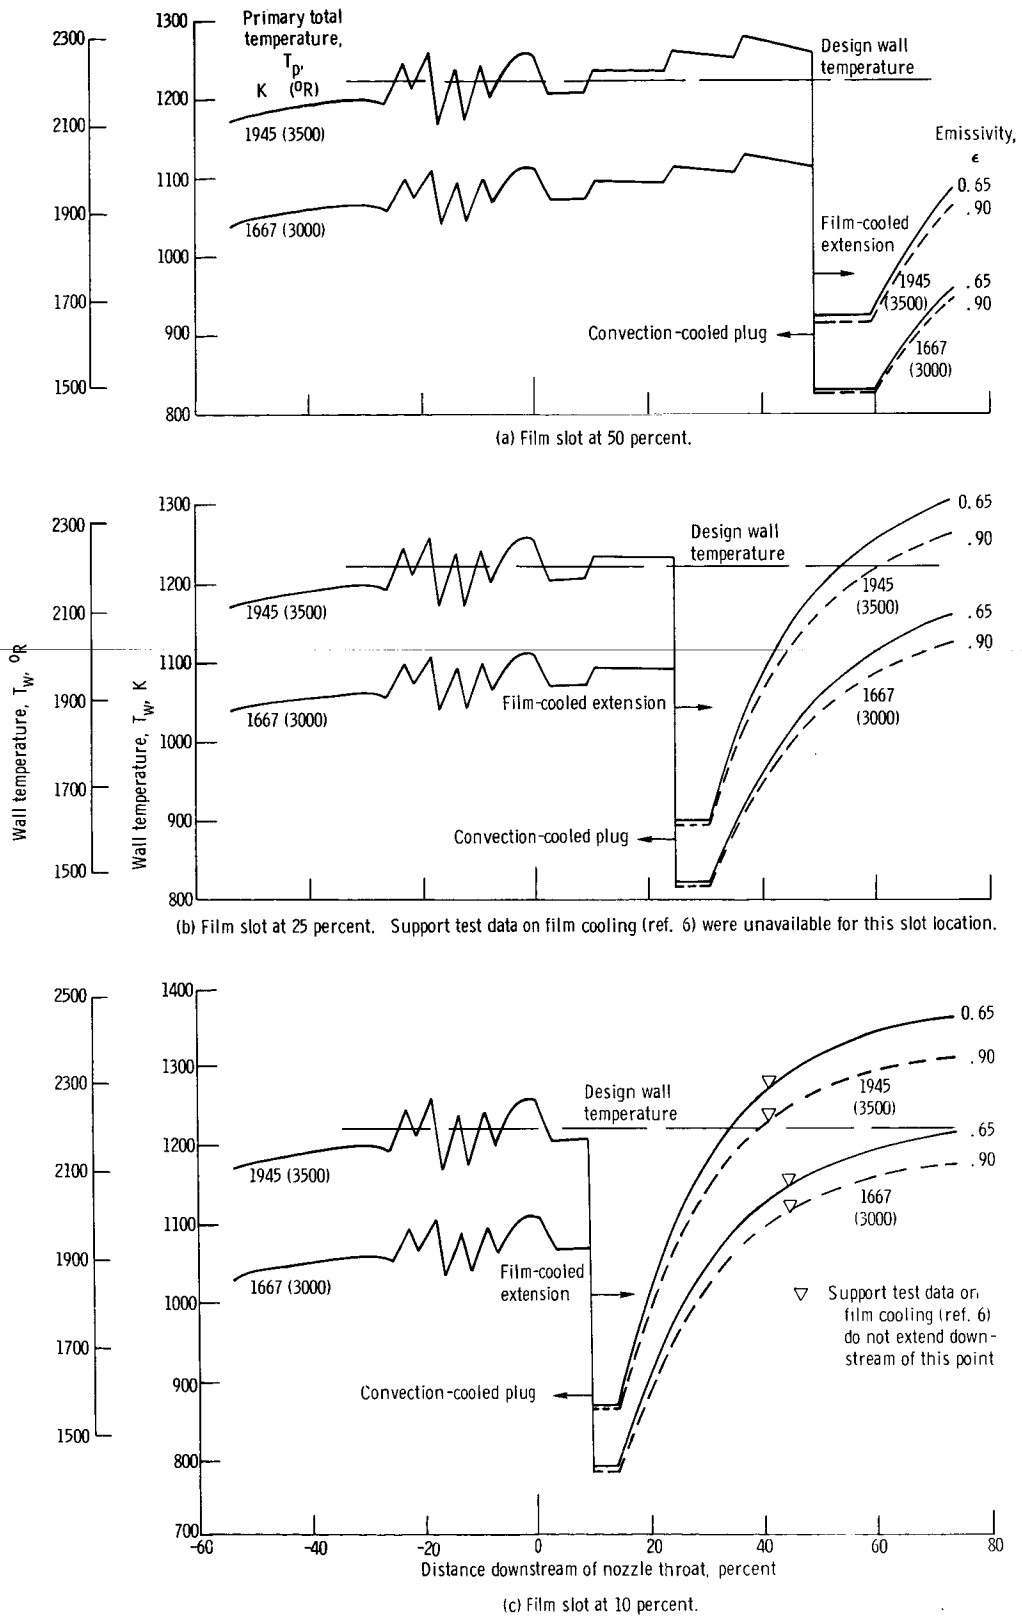 1300
Primary total
temperature,
Tp,
K (oR)
2300
Design wall
temperature
1200
2100
1945 (3500)
Emissivity,
ϵ
1100
0.65
.90
1900
1667 (3000)
Film-cooled
extension
1000
1945
(3500)
.65
.90
1700
900
Convection-cooled plug
1667
(3000)
1500
800
(a) Film slot at 50 percent.
1300
0.65
2300
Design wall
temperature
.90
1200
1945
(3500)
1945 (3500)
2100
.65
Wall temperature, Tw, oR
Wall temperature, Tw, K
1100
.90
1900
Film-cooled extension
1667
(3000)
1667 (3000)
1000
1700
900
Convection-cooled plug
1500
800
(b) Film slot at 25 percent. Support test data on film cooling (ref. 6) were unavailable for this slot location.
2500
1400
0.65
1300
.90
2300
Design wall
temperature
1945
(3500)
1200
.65
2100
1945 (3500)
.90
1667
(3000)
1100
1900
1667 (3000)
Film-cooled
extension
1000
▽ Support test data on
film cooling (ref. 6)
do not extend down-
stream of this point
1700
900
Convection-cooled plug
1500
800
700
-60 -40 -20 0 20 40 60 80
Distance downstream of nozzle throat, percent
(c) Film slot at 10 percent.